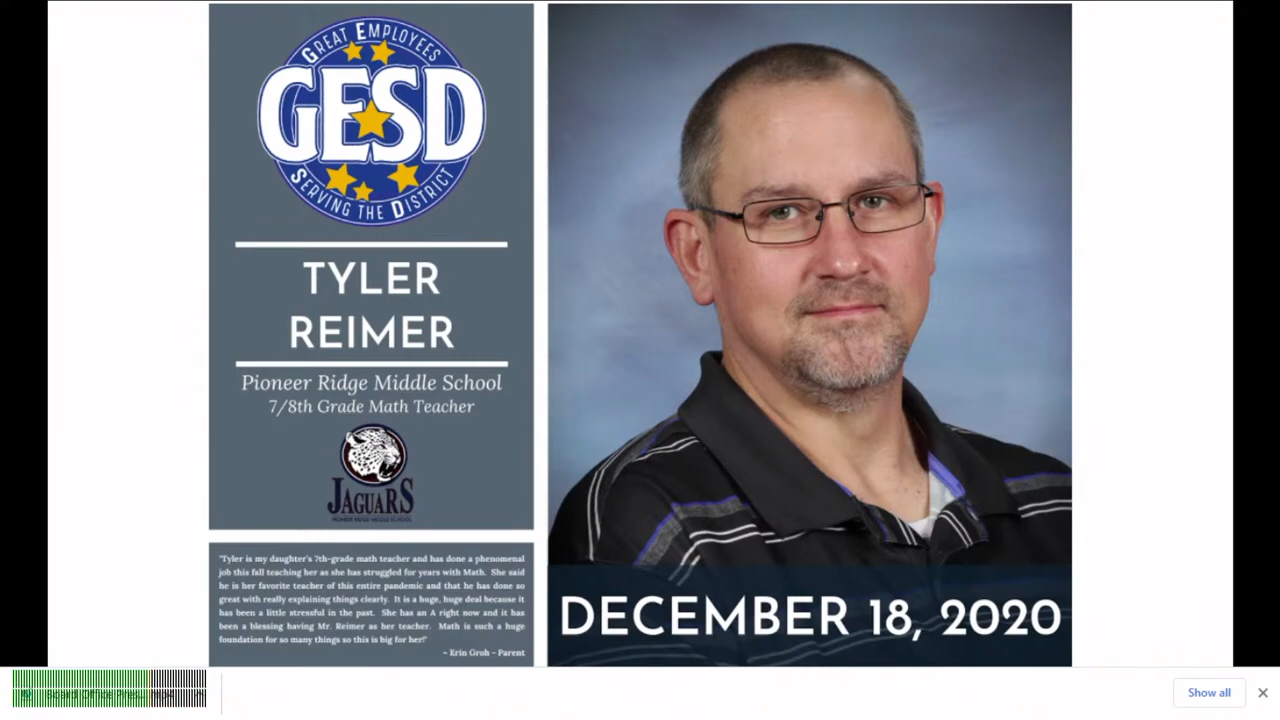 GREAT EMPLOYEES
GESD
SERVING THE DISTRICT
TYLER
REIMER
Pioneer Ridge Middle School
7/8th Grade Math Teacher
JAGUARS
PIONEER RIDGE MIDDLE SCHOOL
"Tyler is my daughter's 7th-grade math teacher and has done a phenomenal
job this fall teaching her as she has struggled for years with Math. She said
he is her favorite teacher of this entire pandemic and that he has done so
great with really explaining things clearly. It is a huge, huge deal because it
has been a little stressful in the past. She has an A right now and it has
been a blessing having Mr. Reimer as her teacher. Math is such a huge
foundation for so many things so this is big for her!"
~ Erin Groh - Parent
DECEMBER 18, 2020
Board Office Pres....mp4
Show all